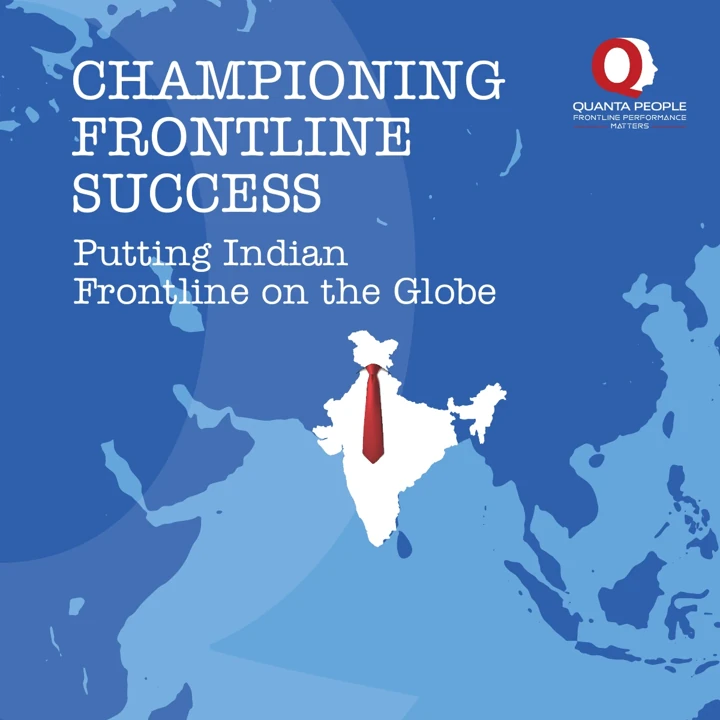 CHAMPIONING
FRONTLINE
SUCCESS
Putting Indian
Frontline on the Globe
QUANTA PEOPLE
FRONTLINE PERFORMANCE
MATTERS